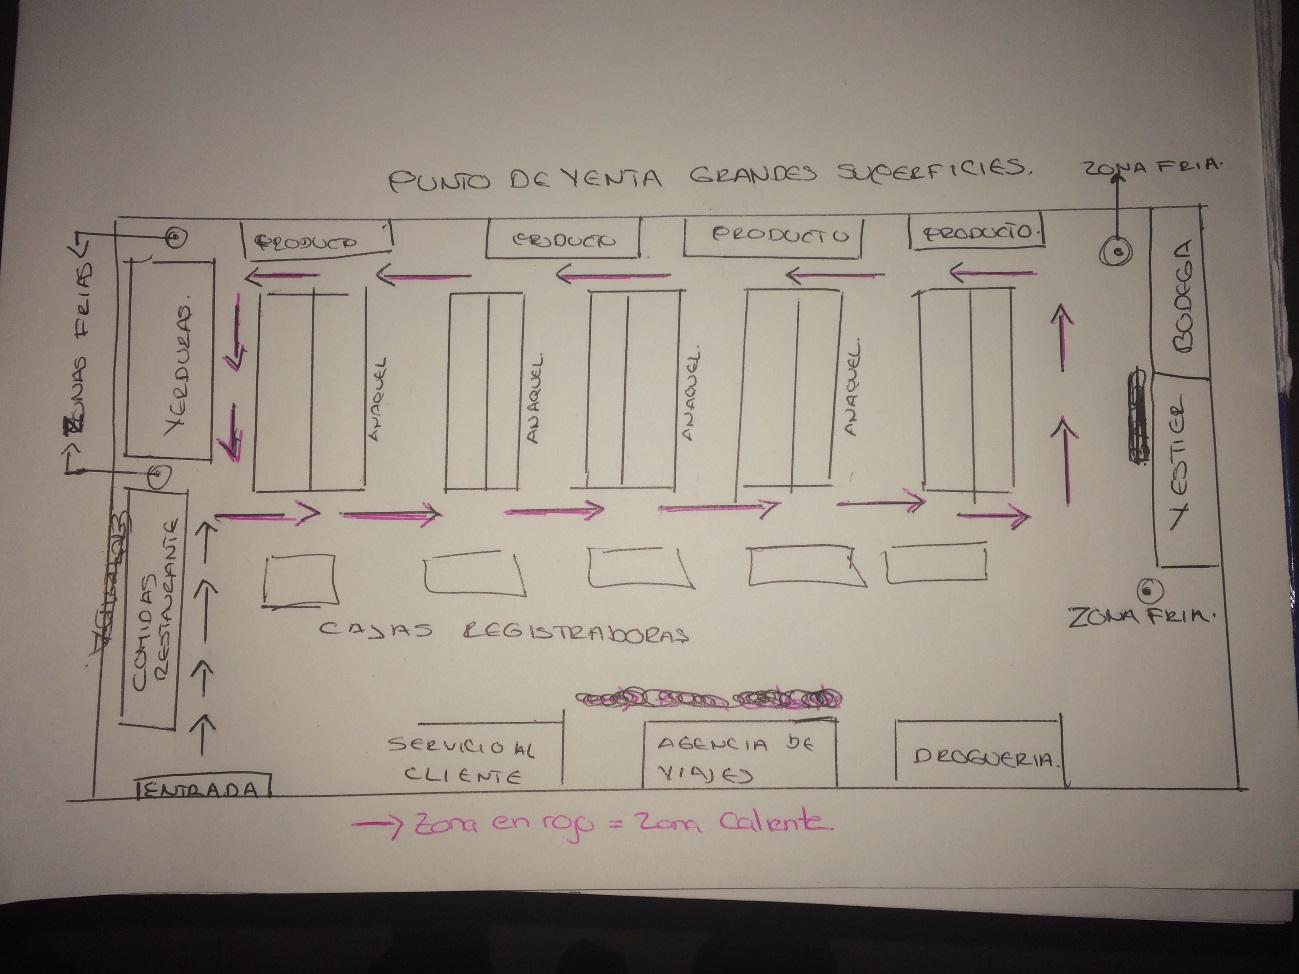 PUNTO DE VENTA GRANDES SUPERFICIES.
ZONA FRIA.
PRODUCTO
PRODUCTO
PRODUCTO
PRODUCTO.
ZONAS FRIAS
VERDURAS.
ANAQUEL
ANAQUEL.
ANAQUEL.
ANAQUEL.
BODEGA
VESTIER
COMIDAS
RESTAURANTE
ZONA FRIA.
CAJAS REGISTRADORAS
SERVICIO AL
CLIENTE
AGENCIA DE
VIAJES
DROGUERIA.
ENTRADA
Zona en rojo = Zona Caliente.